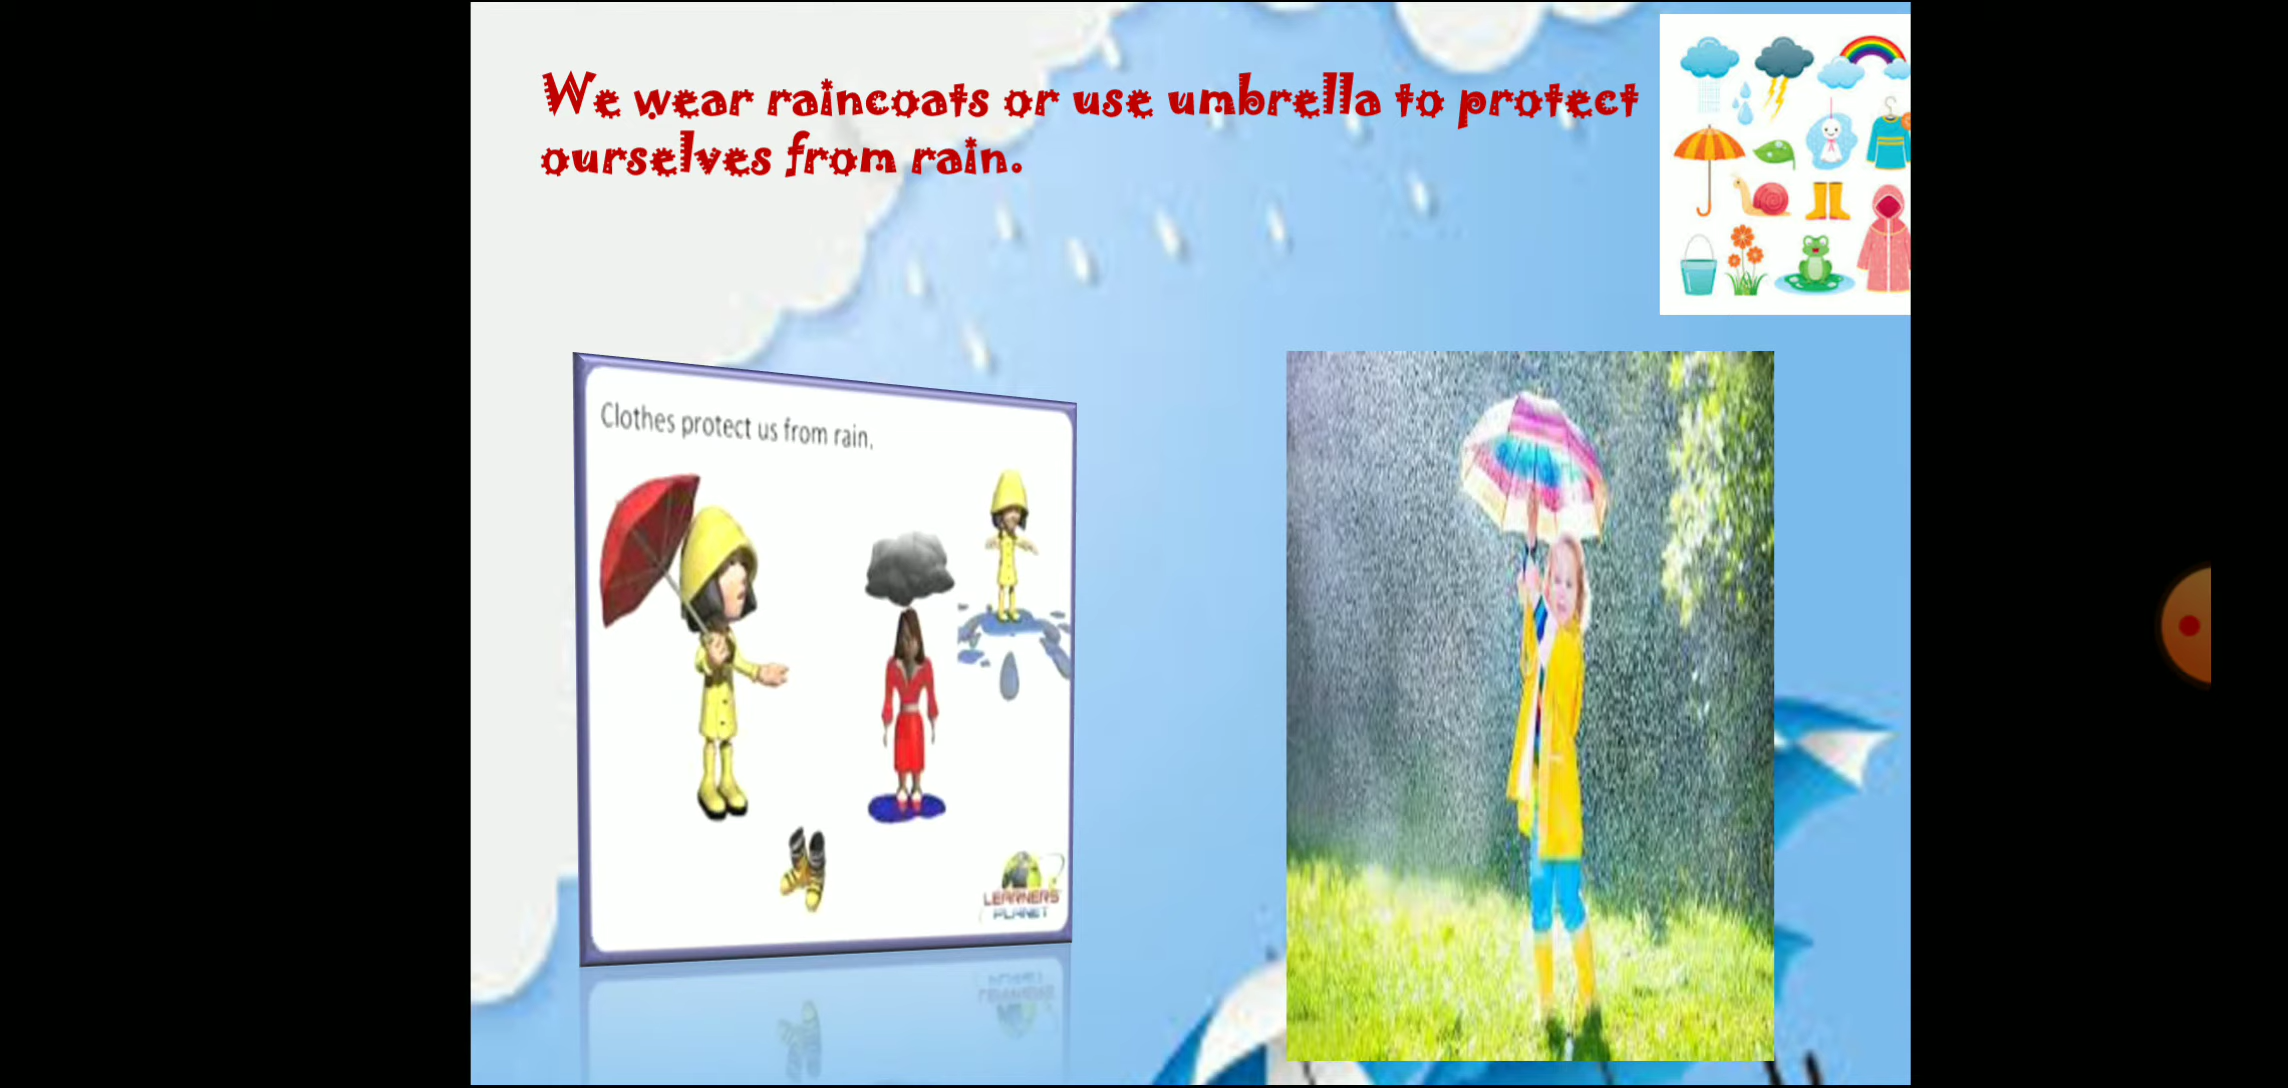 We wear raincoats or use umbrella to protect
ourselves from rain.
Clothes protect us from rain.
LEARNERS
PLANET